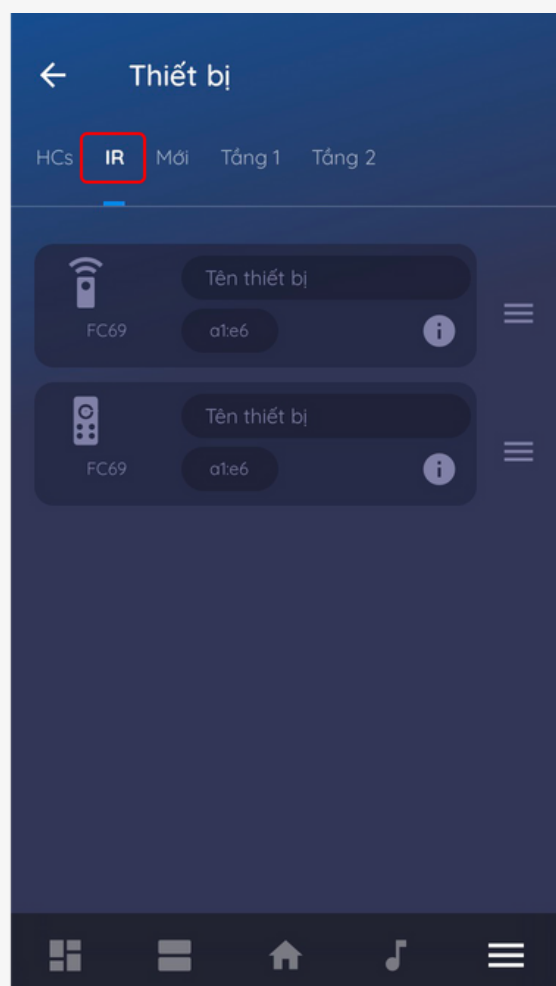 Thiết bị
HCs IR Mới Tầng 1 Tầng 2
Tên thiết bị
FC69 a1:e6
Tên thiết bị
FC69 a1:e6